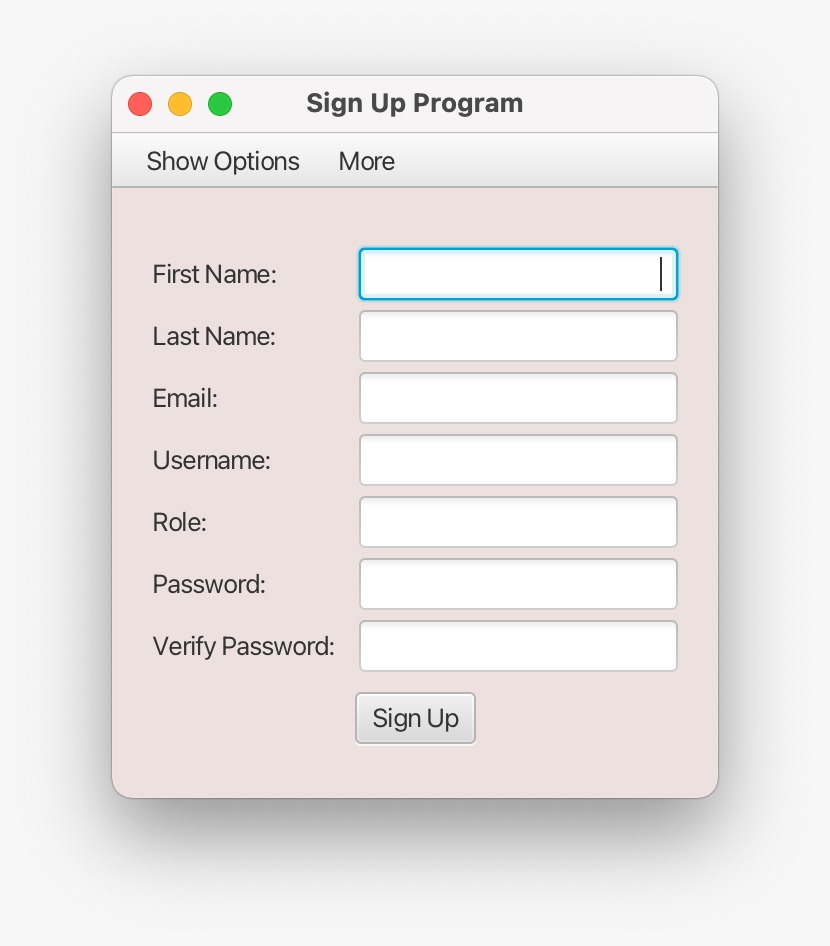 Sign Up Program
Show Options More
First Name:
Last Name:
Email:
Username:
Role:
Password:
Verify Password:
Sign Up